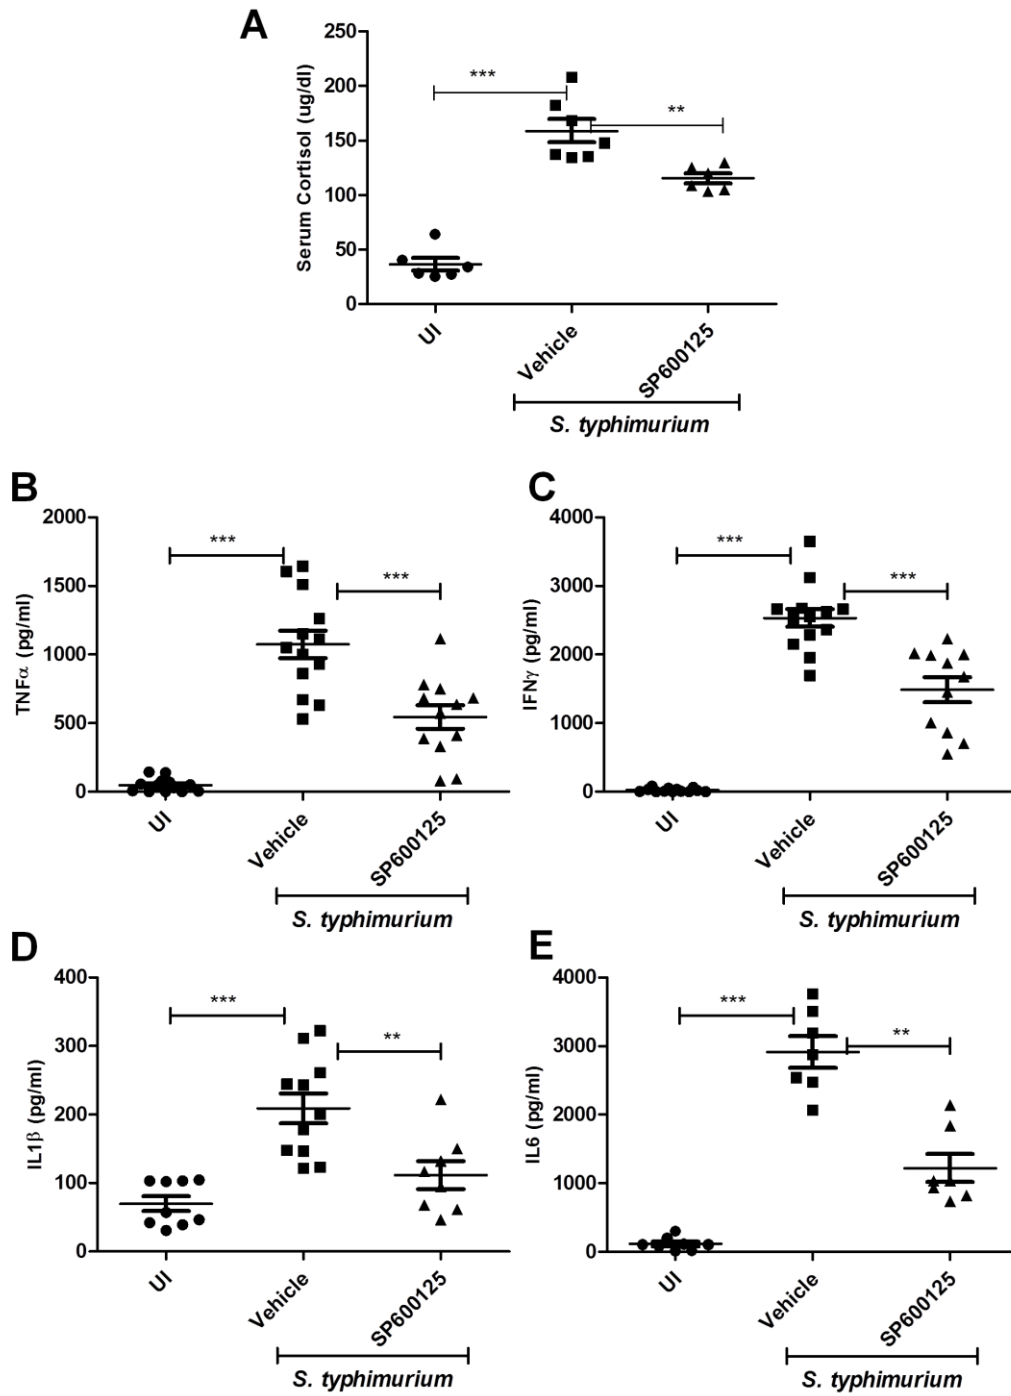 A
Serum Cortisol (ug/dl)
250
200
150
100
50
0
***
**
UI
Vehicle
SP600125
S. typhimurium
B
TNFα (pg/ml)
2000
1500
1000
500
0
***
***
UI
Vehicle
SP600125
S. typhimurium
C
IFNγ (pg/ml)
4000
3000
2000
1000
0
***
***
UI
Vehicle
SP600125
S. typhimurium
D
IL1β (pg/ml)
400
300
200
100
0
***
**
UI
Vehicle
SP600125
S. typhimurium
E
IL6 (pg/ml)
4000
3000
2000
1000
0
***
**
UI
Vehicle
SP600125
S. typhimurium